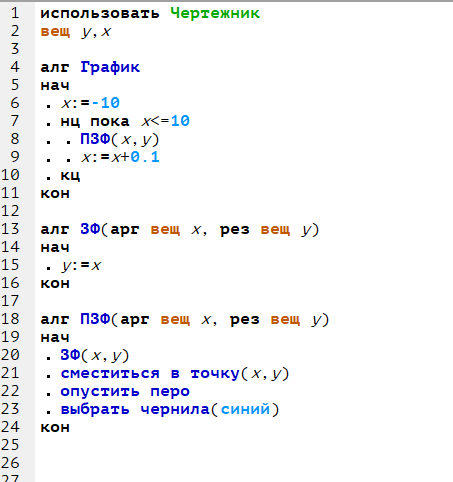 1 использовать Чертежник
2 вещ y,x
3
4 алг График
5 нач
6 . x:=-10
7 . нц пока x<=10
8 . . ПЗФ(x,y)
9 . . x:=x+0.1
10 . кц
11 кон
12
13 алг ЗФ(арг вещ x, рез вещ y)
14 нач
15 . y:=x
16 кон
17
18 алг ПЗФ(арг вещ x, рез вещ y)
19 нач
20 . ЗФ(x,y)
21 . сместиться в точку(x,y)
22 . опустить перо
23 . выбрать чернила(синий)
24 кон
25
26
27